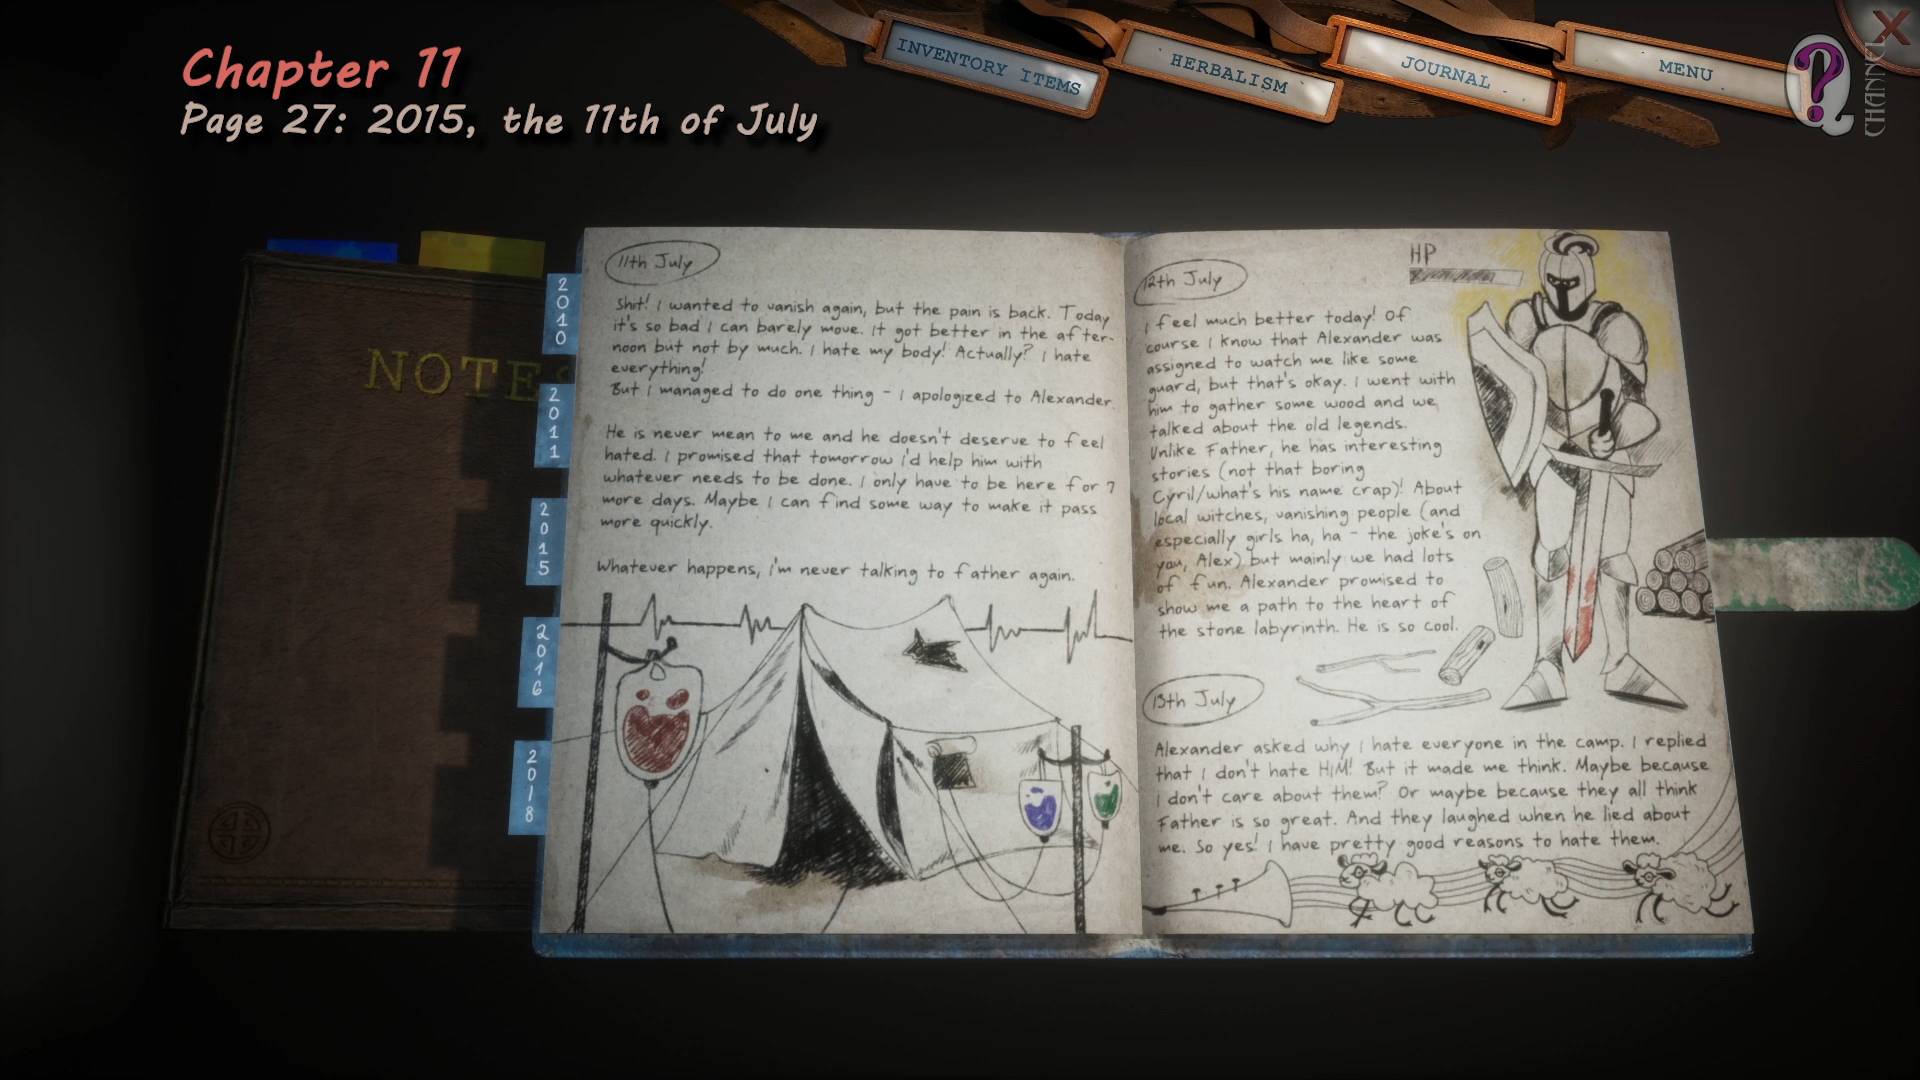 Chapter 11
Page 27: 2015, the 11th of July
INVENTORY ITEMS
HERBALISM
JOURNAL
MENU
? CHANNEL
X
NOTES
2010
2011
2015
2016
2018
11th July
Shit! I wanted to vanish again, but the pain is back. Today
it's so bad I can barely move. It got better in the after-
noon but not by much. I hate my body! Actually? I hate
everything!
But I managed to do one thing - I apologized to Alexander.
He is never mean to me and he doesn't deserve to feel
hated. I promised that tomorrow i'd help him with
whatever needs to be done. I only have to be here for 7
more days. Maybe I can find some way to make it pass
more quickly.
Whatever happens, i'm never talking to father again.
HP
12th July
I feel much better today! Of
course I know that Alexander was
assigned to watch me like some
guard, but that's okay. I went with
him to gather some wood and we
talked about the old legends.
Unlike Father, he has interesting
stories (not that boring
Cyril/what's his name crap)! About
local witches, vanishing people (and
especially girls ha, ha - the joke's on
you, Alex) but mainly we had lots
of fun. Alexander promised to
show me a path to the heart of
the stone labyrinth. He is so cool.
13th July
Alexander asked why I hate everyone in the camp. I replied
that I don't hate HIM! But it made me think. Maybe because
I don't care about them? Or maybe because they all think
Father is so great. And they laughed when he lied about
me. So yes! I have pretty good reasons to hate them.